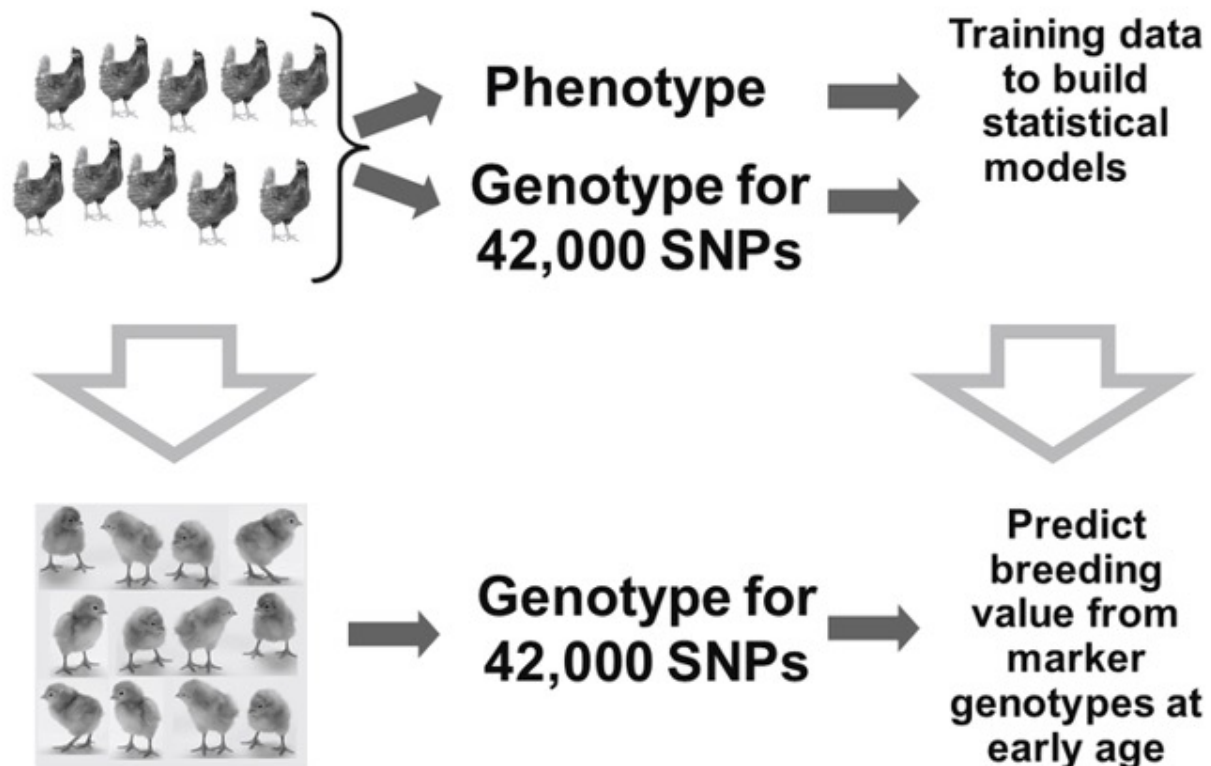 Phenotype
Training data
to build
statistical
models
Genotype for
42,000 SNPs
Genotype for
42,000 SNPs
Predict
breeding
value from
marker
genotypes at
early age